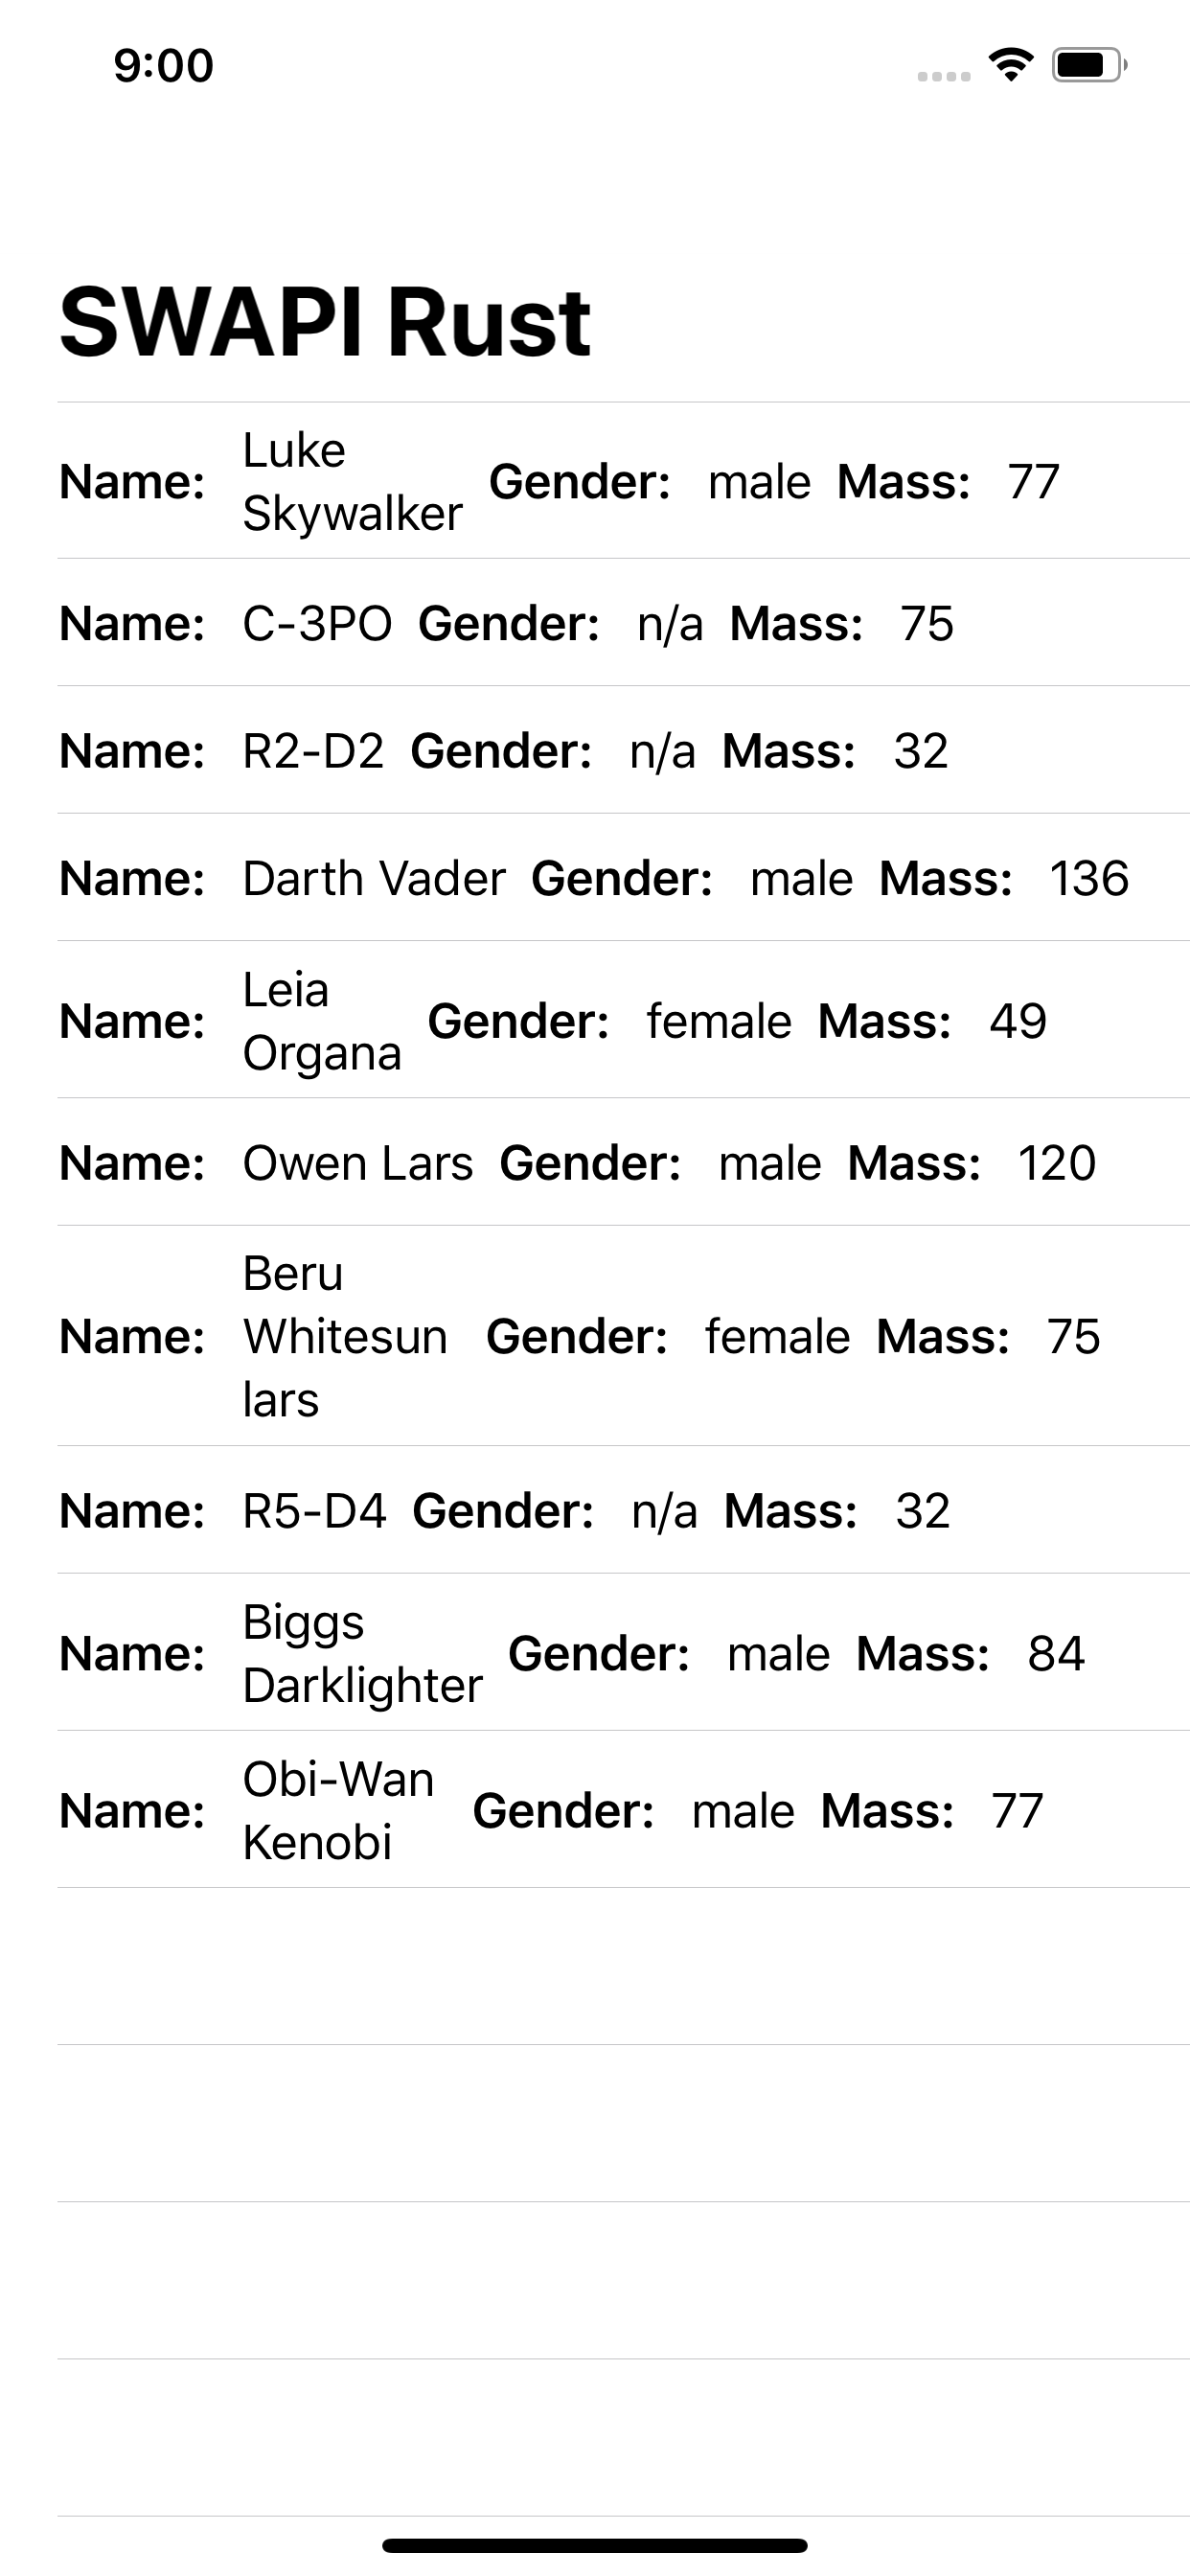 9:00
SWAPI Rust
Name: Luke Skywalker Gender: male Mass: 77
Name: C-3PO Gender: n/a Mass: 75
Name: R2-D2 Gender: n/a Mass: 32
Name: Darth Vader Gender: male Mass: 136
Name: Leia Organa Gender: female Mass: 49
Name: Owen Lars Gender: male Mass: 120
Name: Beru Whitesun lars Gender: female Mass: 75
Name: R5-D4 Gender: n/a Mass: 32
Name: Biggs Darklighter Gender: male Mass: 84
Name: Obi-Wan Kenobi Gender: male Mass: 77